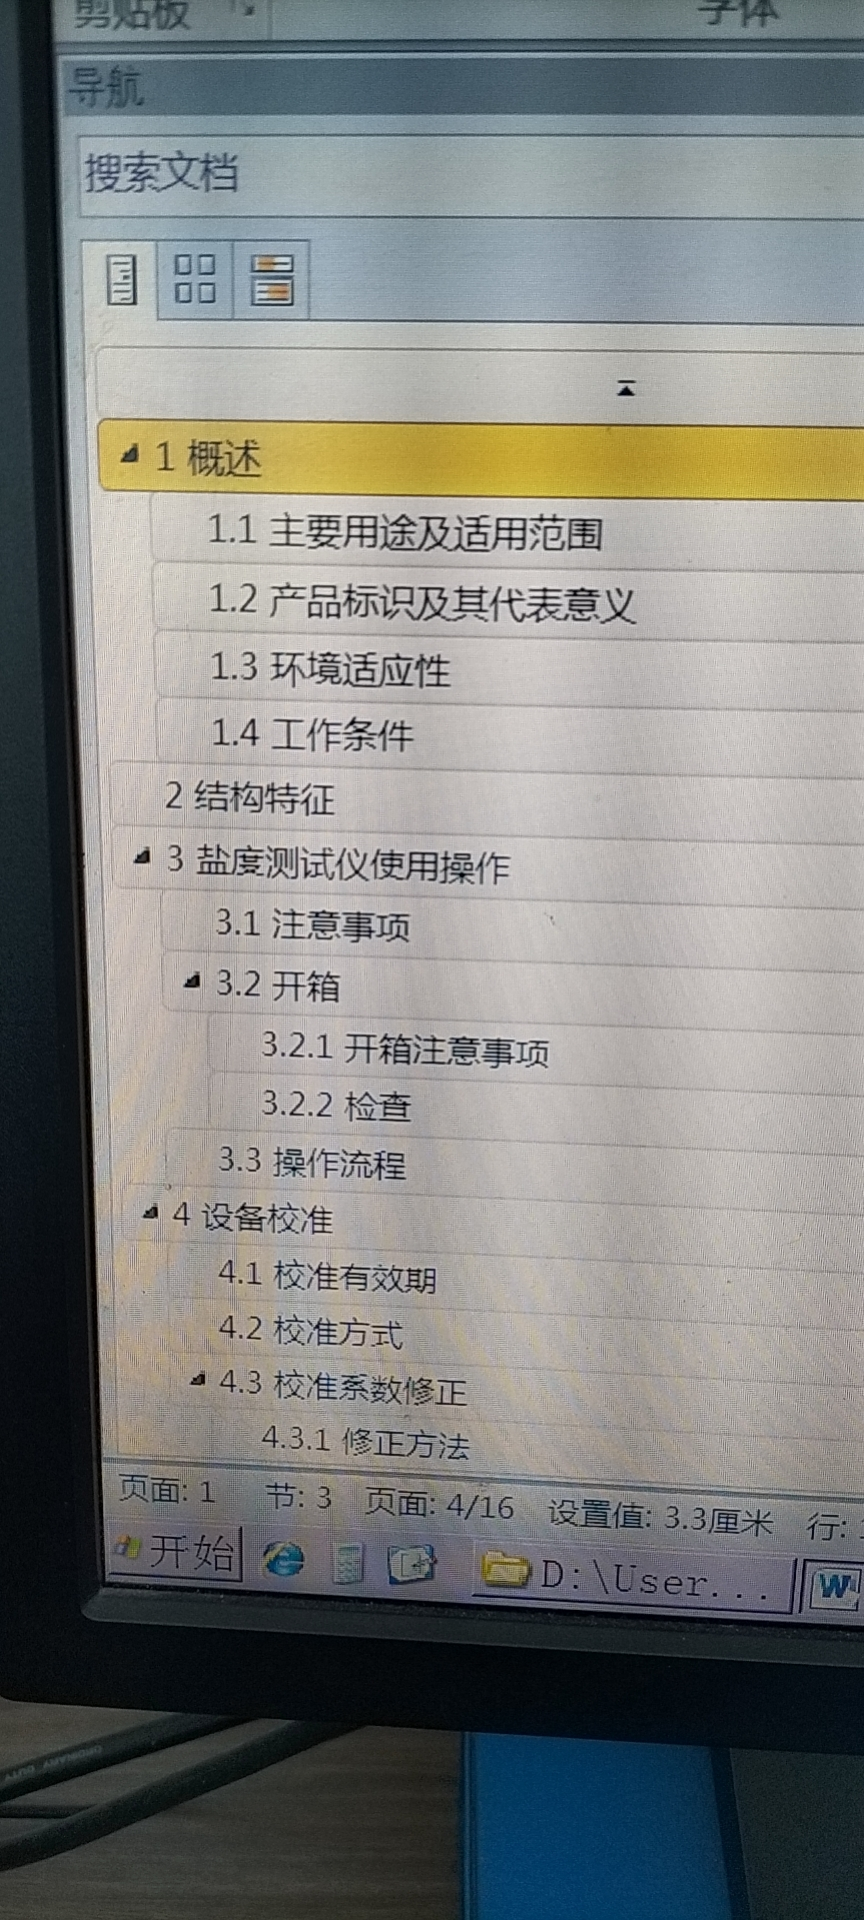 剪贴板
字体
导航
搜索文档
1 概述
1.1 主要用途及适用范围
1.2 产品标识及其代表意义
1.3 环境适应性
1.4 工作条件
2 结构特征
3 盐度测试仪使用操作
3.1 注意事项
3.2 开箱
3.2.1 开箱注意事项
3.2.2 检查
3.3 操作流程
4 设备校准
4.1 校准有效期
4.2 校准方式
4.3 校准系数修正
4.3.1 修正方法
页面: 1 节: 3 页面: 4/16 设置值: 3.3厘米 行:
开始 D:\User... W